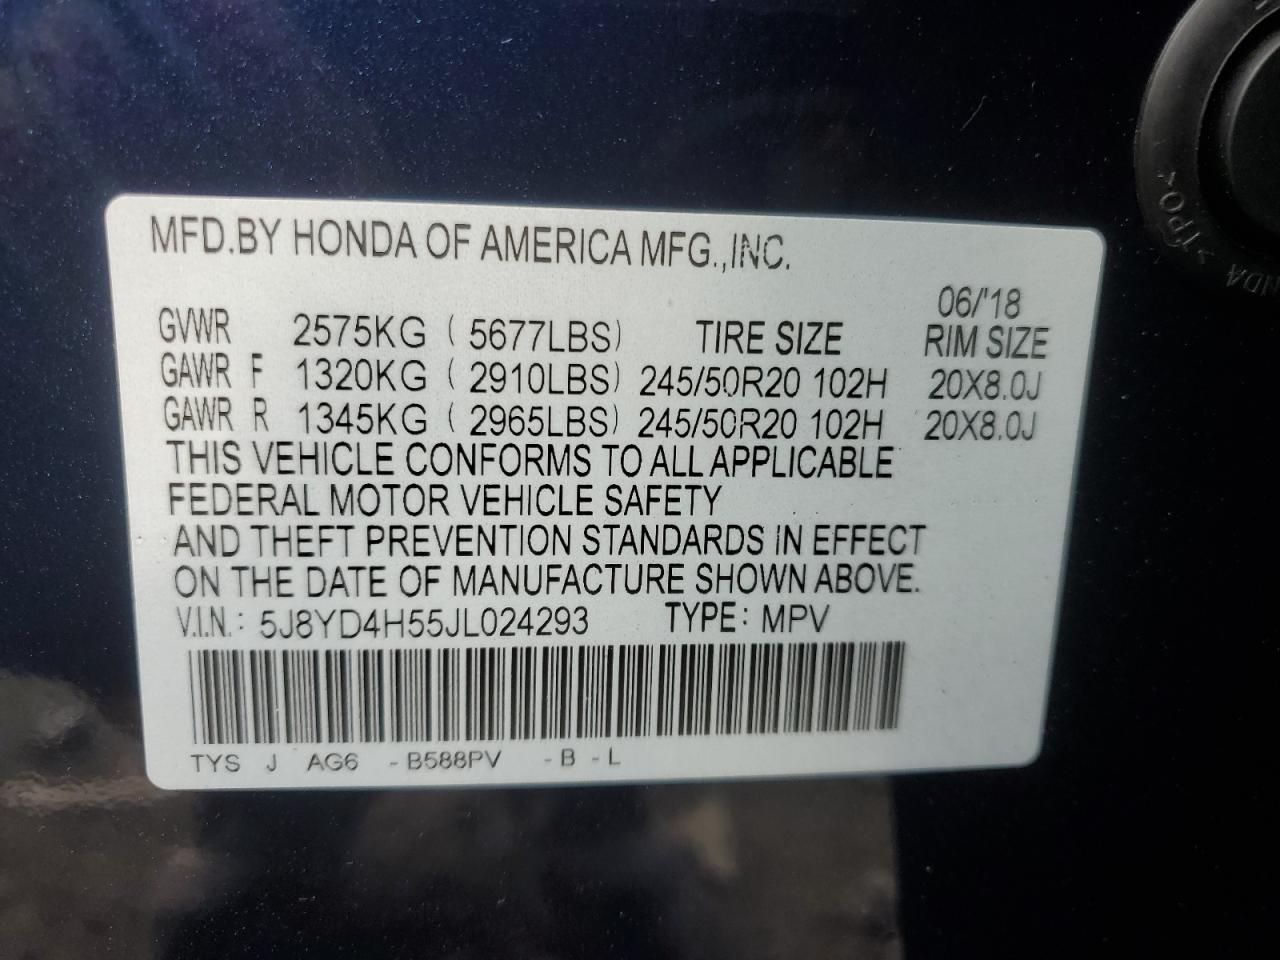 MFD.BY HONDA OF AMERICA MFG.,INC.
06/'18
GVWR 2575KG ( 5677LBS) TIRE SIZE RIM SIZE
GAWR F 1320KG ( 2910LBS) 245/50R20 102H 20X8.0J
GAWR R 1345KG ( 2965LBS) 245/50R20 102H 20X8.0J
THIS VEHICLE CONFORMS TO ALL APPLICABLE
FEDERAL MOTOR VEHICLE SAFETY
AND THEFT PREVENTION STANDARDS IN EFFECT
ON THE DATE OF MANUFACTURE SHOWN ABOVE.
V.I.N.: 5J8YD4H55JL024293 TYPE: MPV
TYS J AG6 -B588PV -B -L
>TPO<